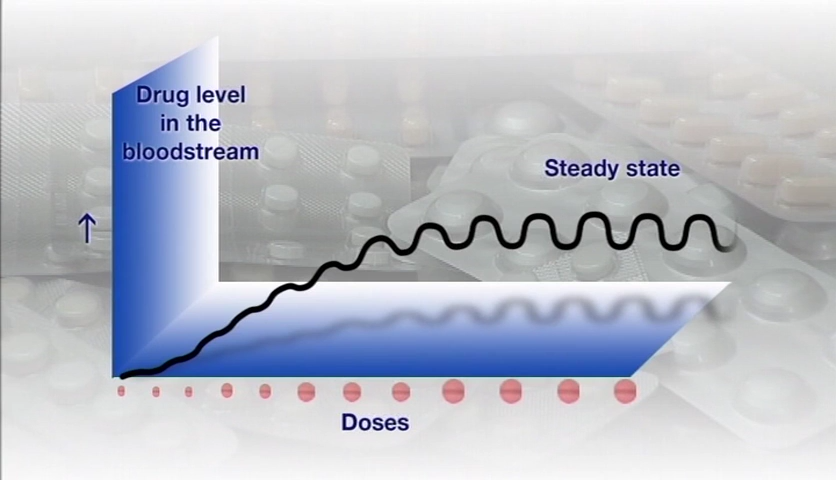 Drug level
in the
bloodstream
Steady state
↑
Doses